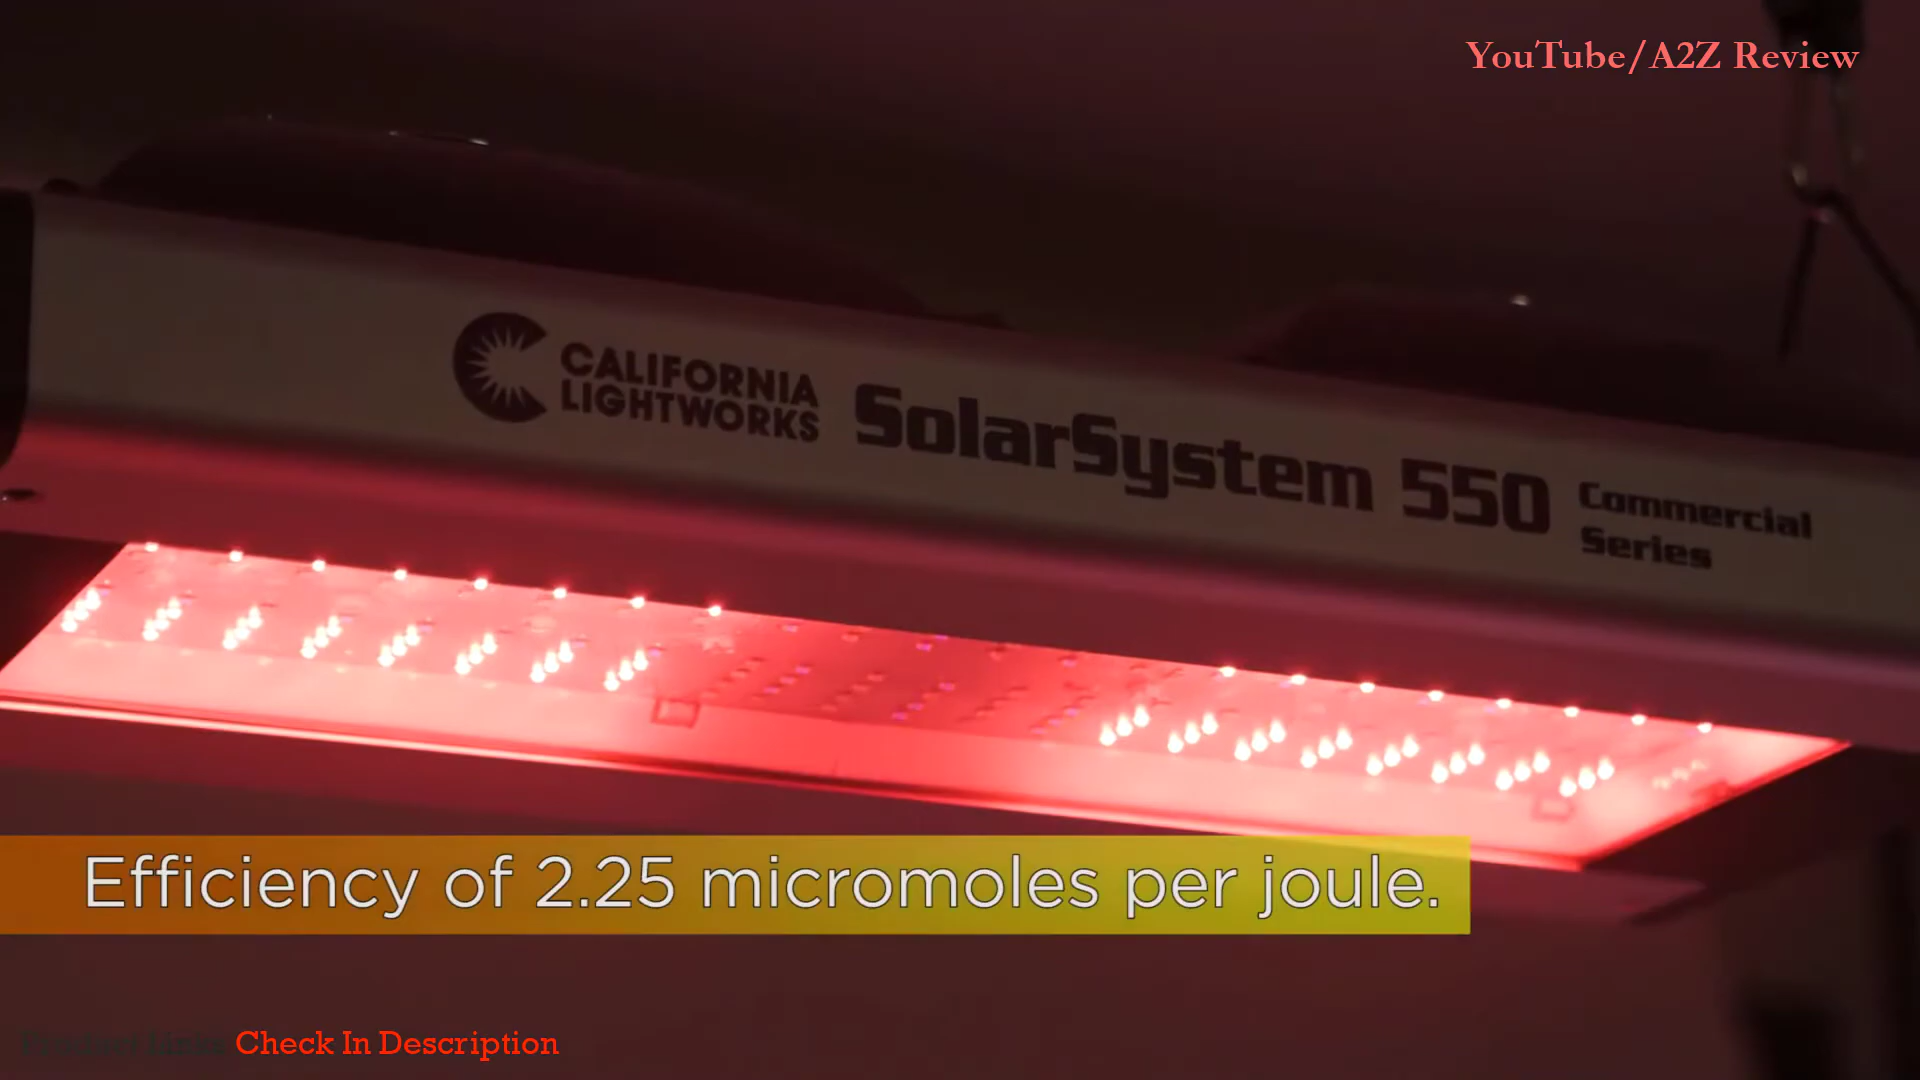 YouTube/A2Z Review
CALIFORNIA
LIGHTWORKS
SolarSystem 550
Commercial
Series
Efficiency of 2.25 micromoles per joule.
Check In Description